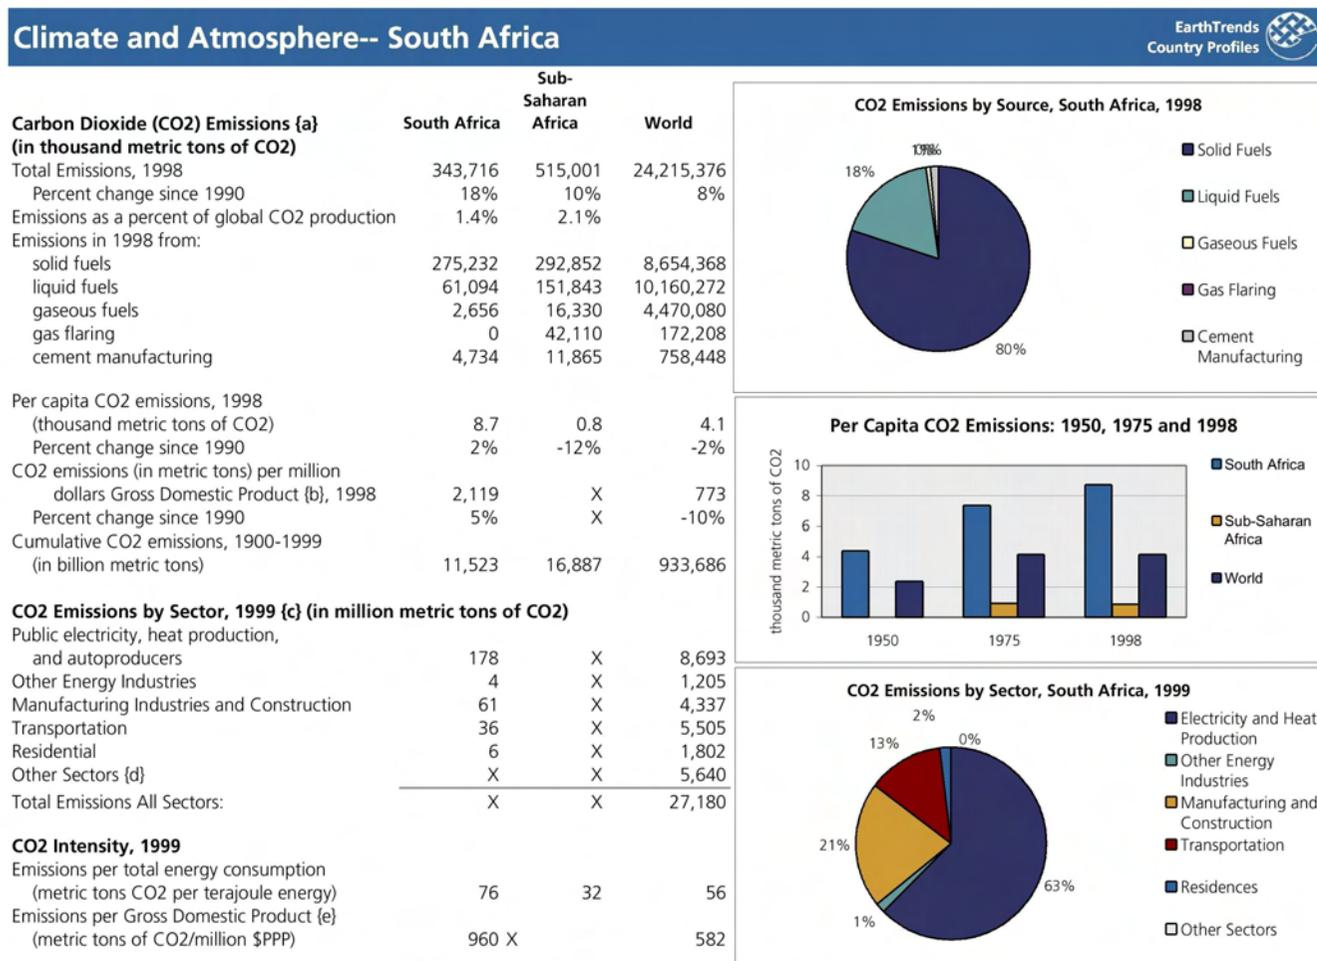 Climate and Atmosphere-- South Africa
EarthTrends
Country Profiles
Sub-
Saharan
Carbon Dioxide (CO2) Emissions {a} South Africa Africa World
(in thousand metric tons of CO2)
Total Emissions, 1998 343,716 515,001 24,215,376
Percent change since 1990 18% 10% 8%
Emissions as a percent of global CO2 production 1.4% 2.1%
Emissions in 1998 from:
solid fuels 275,232 292,852 8,654,368
liquid fuels 61,094 151,843 10,160,272
gaseous fuels 2,656 16,330 4,470,080
gas flaring 0 42,110 172,208
cement manufacturing 4,734 11,865 758,448
Per capita CO2 emissions, 1998
(thousand metric tons of CO2) 8.7 0.8 4.1
Percent change since 1990 2% -12% -2%
CO2 emissions (in metric tons) per million
dollars Gross Domestic Product {b}, 1998 2,119 X 773
Percent change since 1990 5% X -10%
Cumulative CO2 emissions, 1900-1999
(in billion metric tons) 11,523 16,887 933,686
CO2 Emissions by Sector, 1999 {c} (in million metric tons of CO2)
Public electricity, heat production,
and autoproducers 178 X 8,693
Other Energy Industries 4 X 1,205
Manufacturing Industries and Construction 61 X 4,337
Transportation 36 X 5,505
Residential 6 X 1,802
Other Sectors {d} X X 5,640
Total Emissions All Sectors: X X 27,180
CO2 Intensity, 1999
Emissions per total energy consumption
(metric tons CO2 per terajoule energy) 76 32 56
Emissions per Gross Domestic Product {e}
(metric tons of CO2/million $PPP) 960 X 582
CO2 Emissions by Source, South Africa, 1998
18%
80%
Solid Fuels
Liquid Fuels
Gaseous Fuels
Gas Flaring
Cement
Manufacturing
Per Capita CO2 Emissions: 1950, 1975 and 1998
thousand metric tons of CO2
10
8
6
4
2
0
1950 1975 1998
South Africa
Sub-Saharan
Africa
World
CO2 Emissions by Sector, South Africa, 1999
2%
0%
13%
21%
1%
63%
Electricity and Heat
Production
Other Energy
Industries
Manufacturing and
Construction
Transportation
Residences
Other Sectors